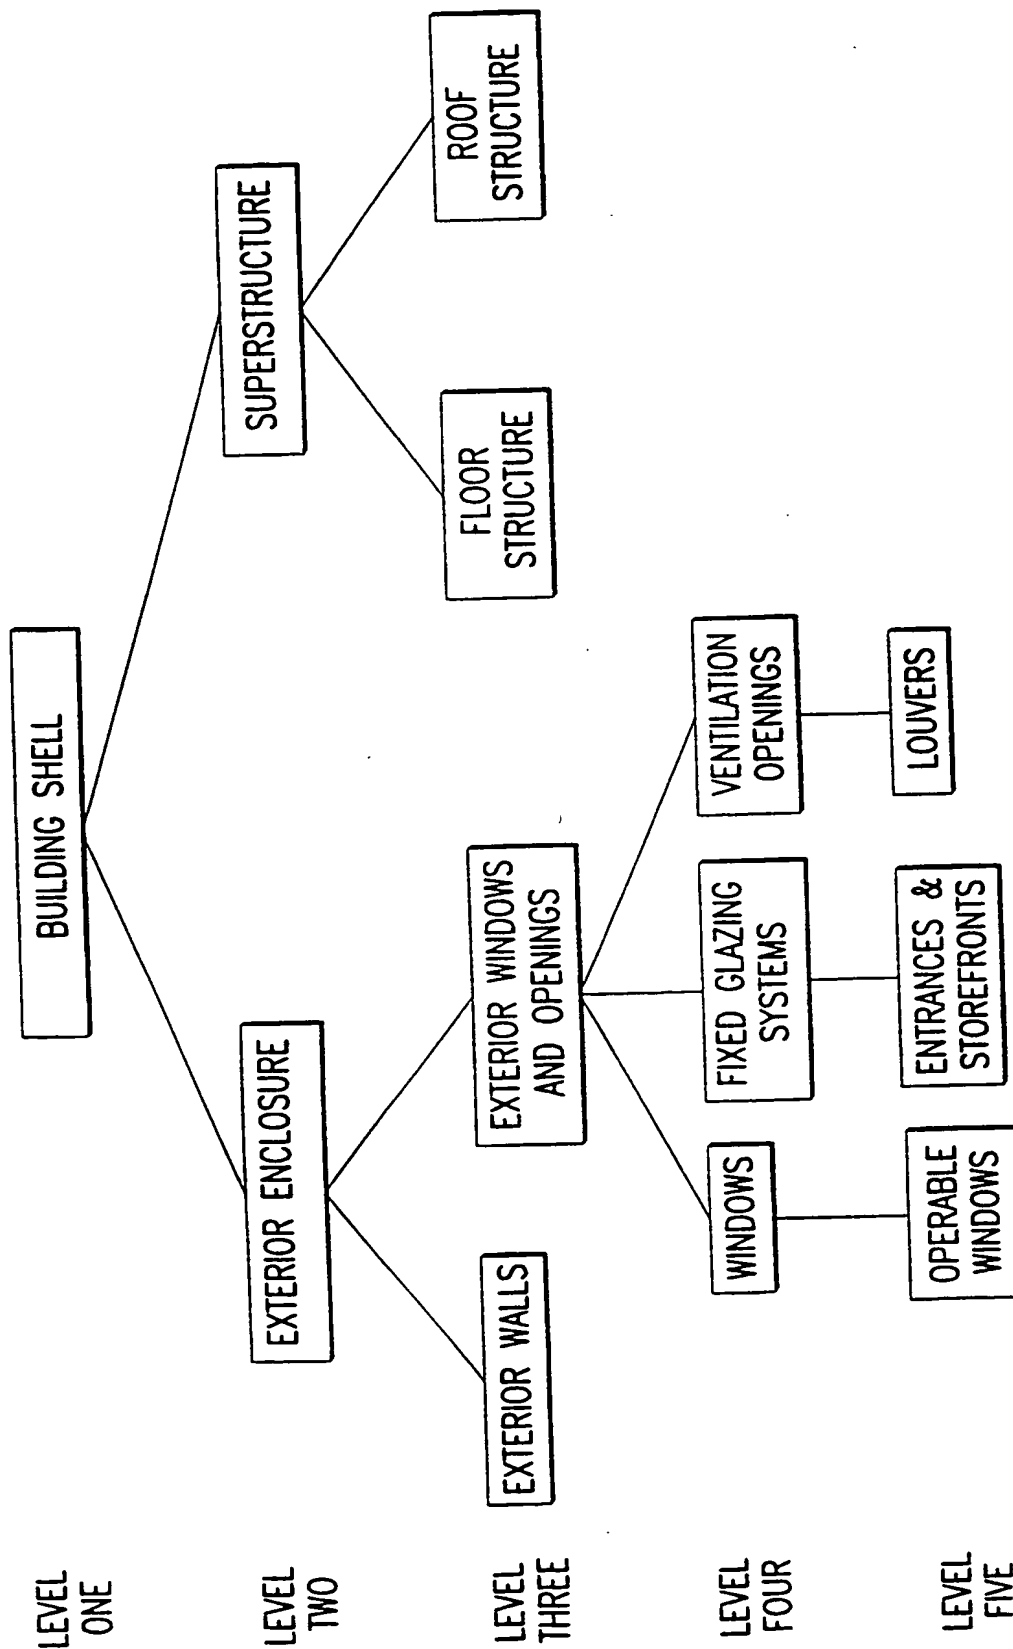 LEVEL
ONE
BUILDING SHELL
LEVEL
TWO
EXTERIOR ENCLOSURE
SUPERSTRUCTURE
LEVEL
THREE
EXTERIOR WALLS
EXTERIOR WINDOWS
AND OPENINGS
FLOOR
STRUCTURE
ROOF
STRUCTURE
LEVEL
FOUR
WINDOWS
FIXED GLAZING
SYSTEMS
VENTILATION
OPENINGS
LEVEL
FIVE
OPERABLE
WINDOWS
ENTRANCES &
STOREFRONTS
LOUVERS